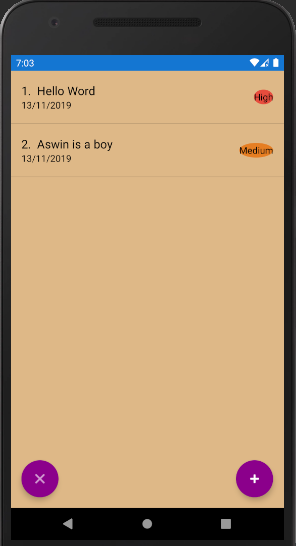 7:03
1. Hello Word
13/11/2019
High
2. Aswin is a boy
13/11/2019
Medium